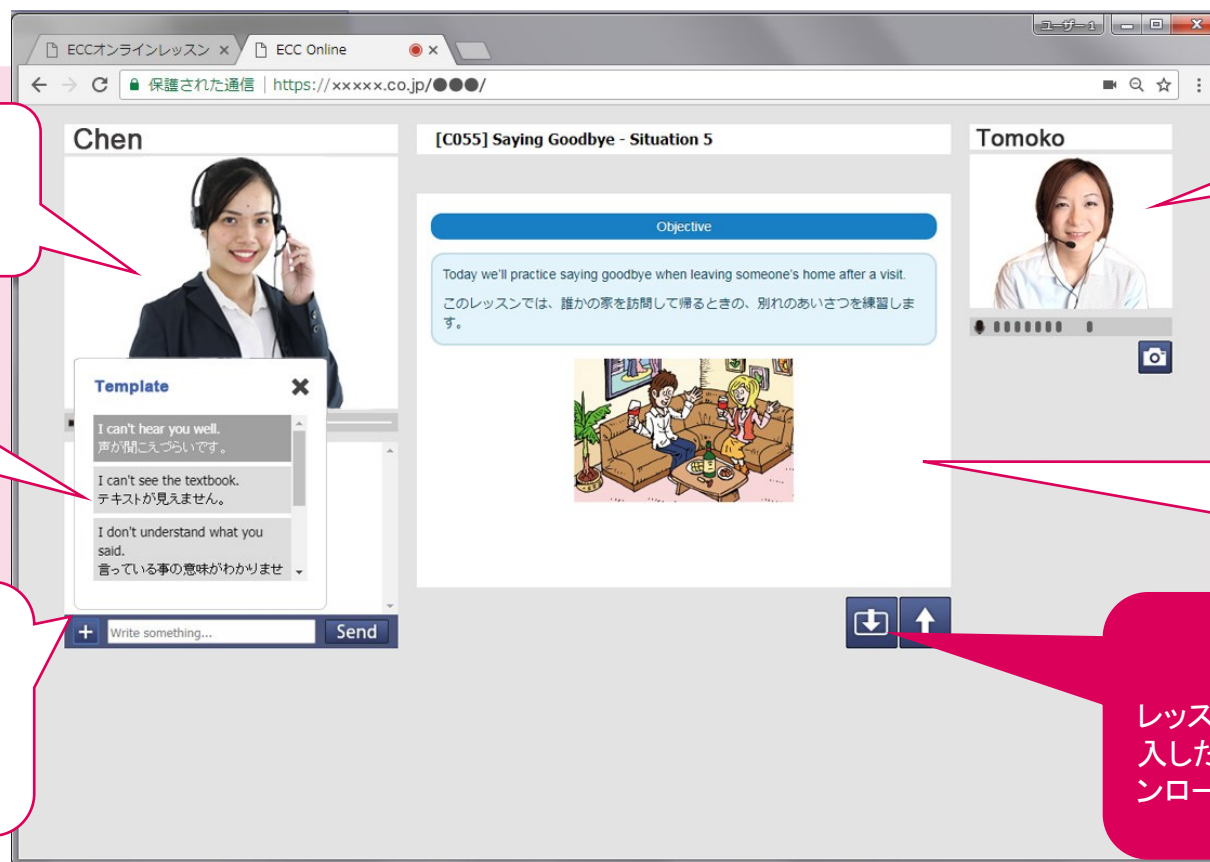 ユーザー1
ECCオンラインレッスン
ECC Online
保護された通信 | https://xxxxx.co.jp/●●●/
Chen
[C055] Saying Goodbye - Situation 5
Tomoko
Objective
Today we'll practice saying goodbye when leaving someone's home after a visit.
このレッスンでは、誰かの家を訪問して帰るときの、別れのあいさつを練習しま
す。
Template
I can't hear you well.
声が聞こえづらいです。
I can't see the textbook.
テキストが見えません。
I don't understand what you
said.
言っている事の意味がわかりませ
Write something...
Send
レッス
入した
ンロー